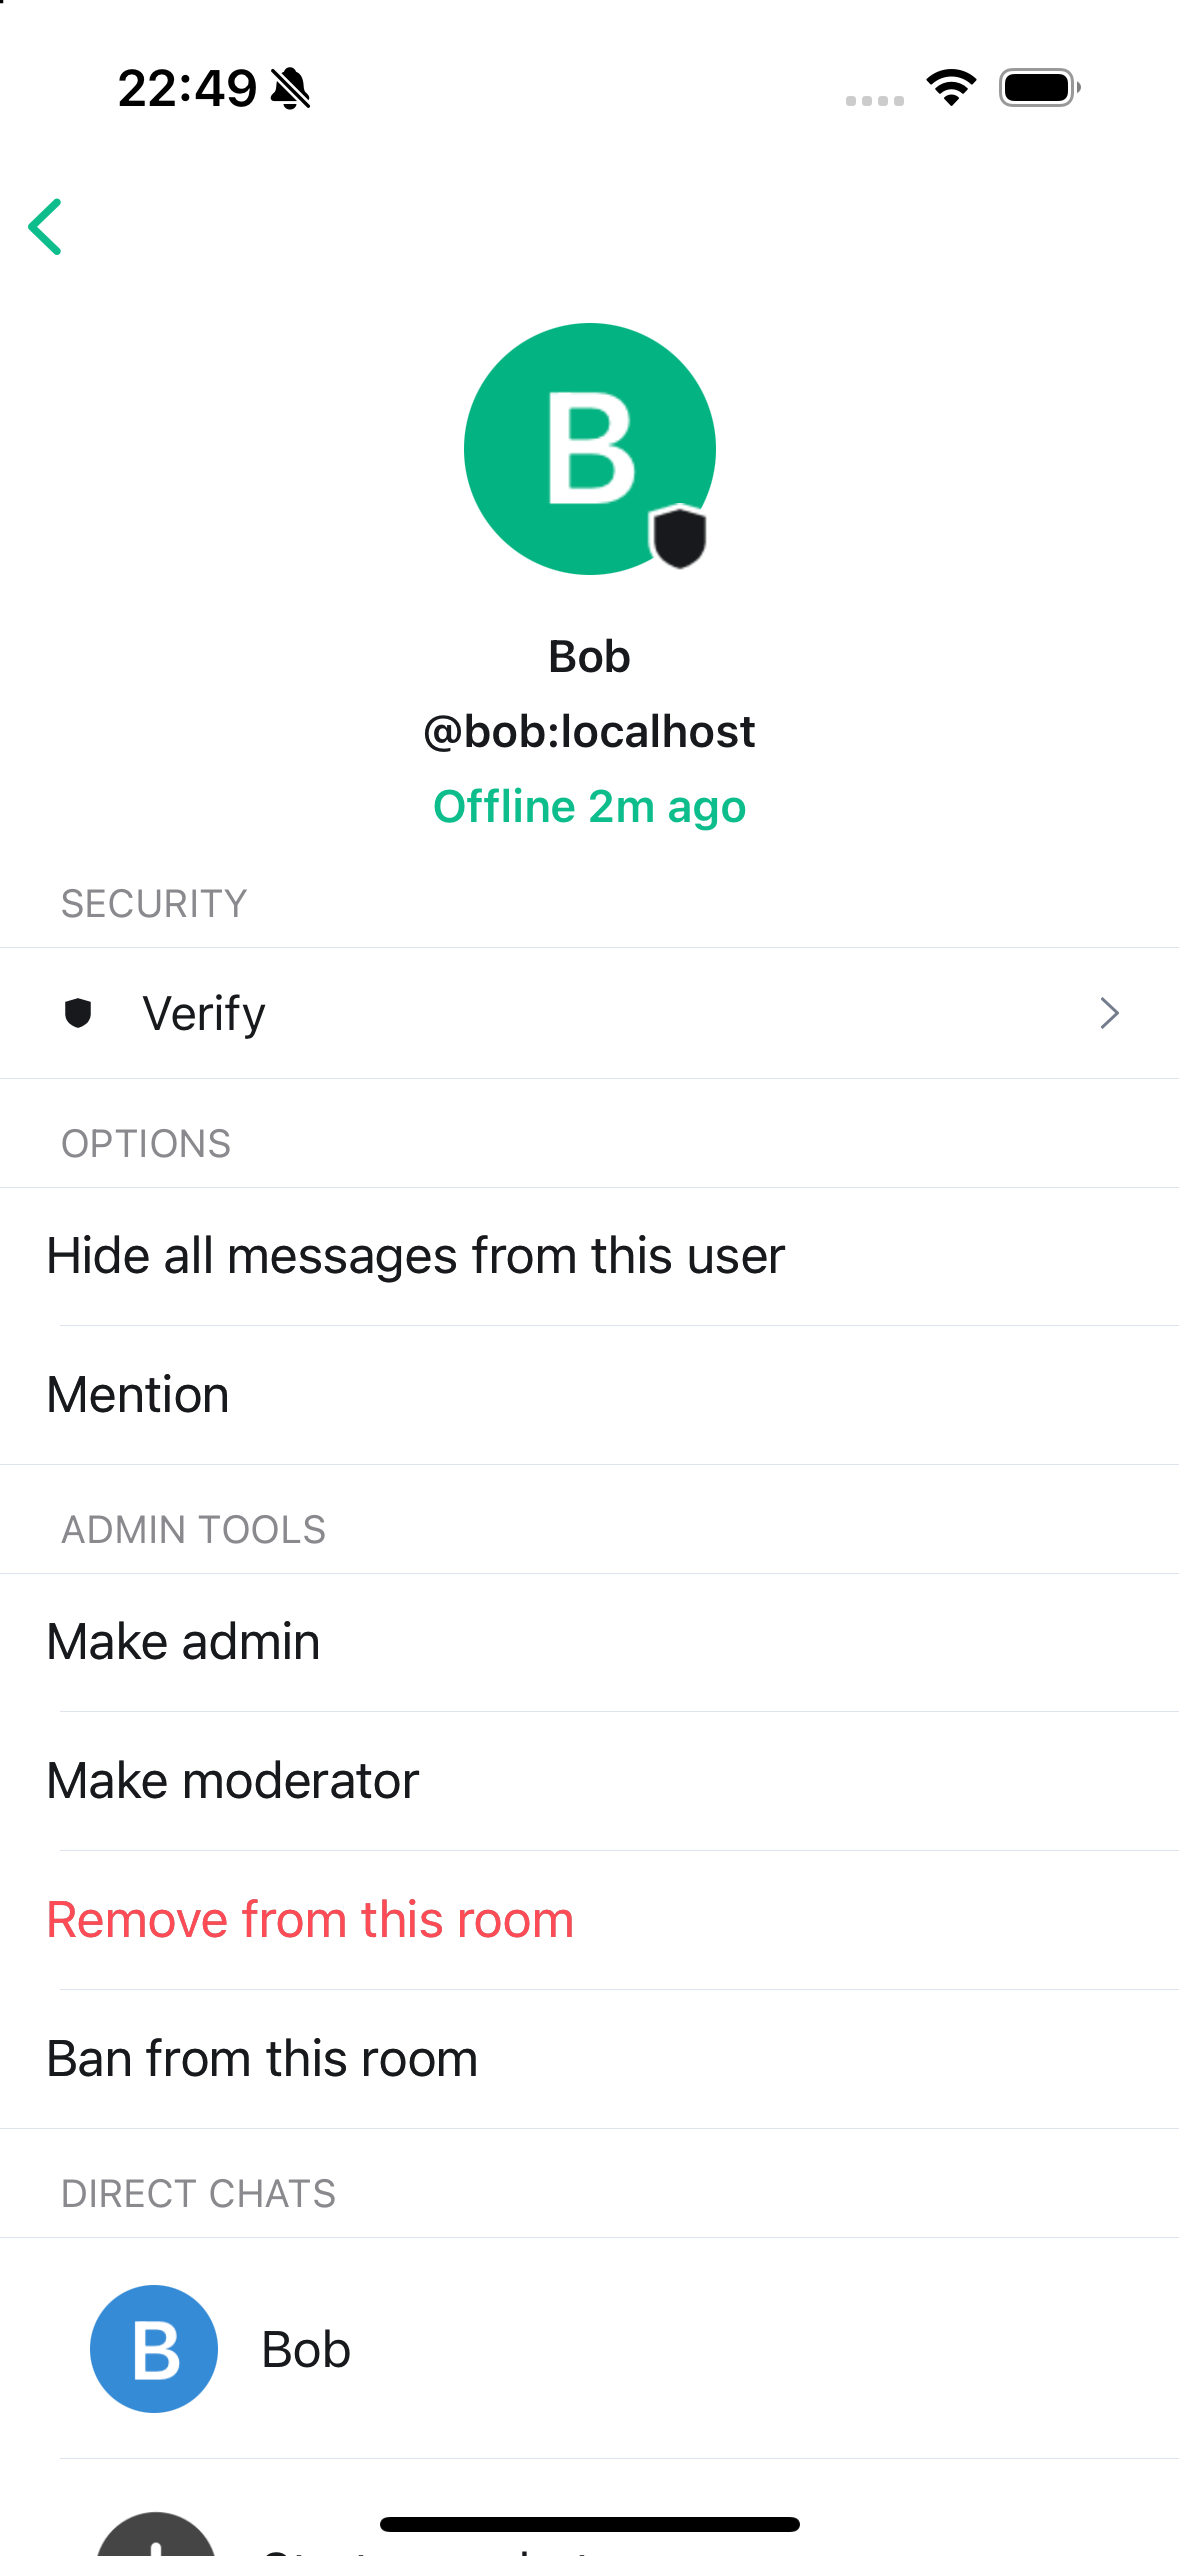 22:49
B
Bob
@bob:localhost
Offline 2m ago
SECURITY
Verify
OPTIONS
Hide all messages from this user
Mention
ADMIN TOOLS
Make admin
Make moderator
Remove from this room
Ban from this room
DIRECT CHATS
B
Bob